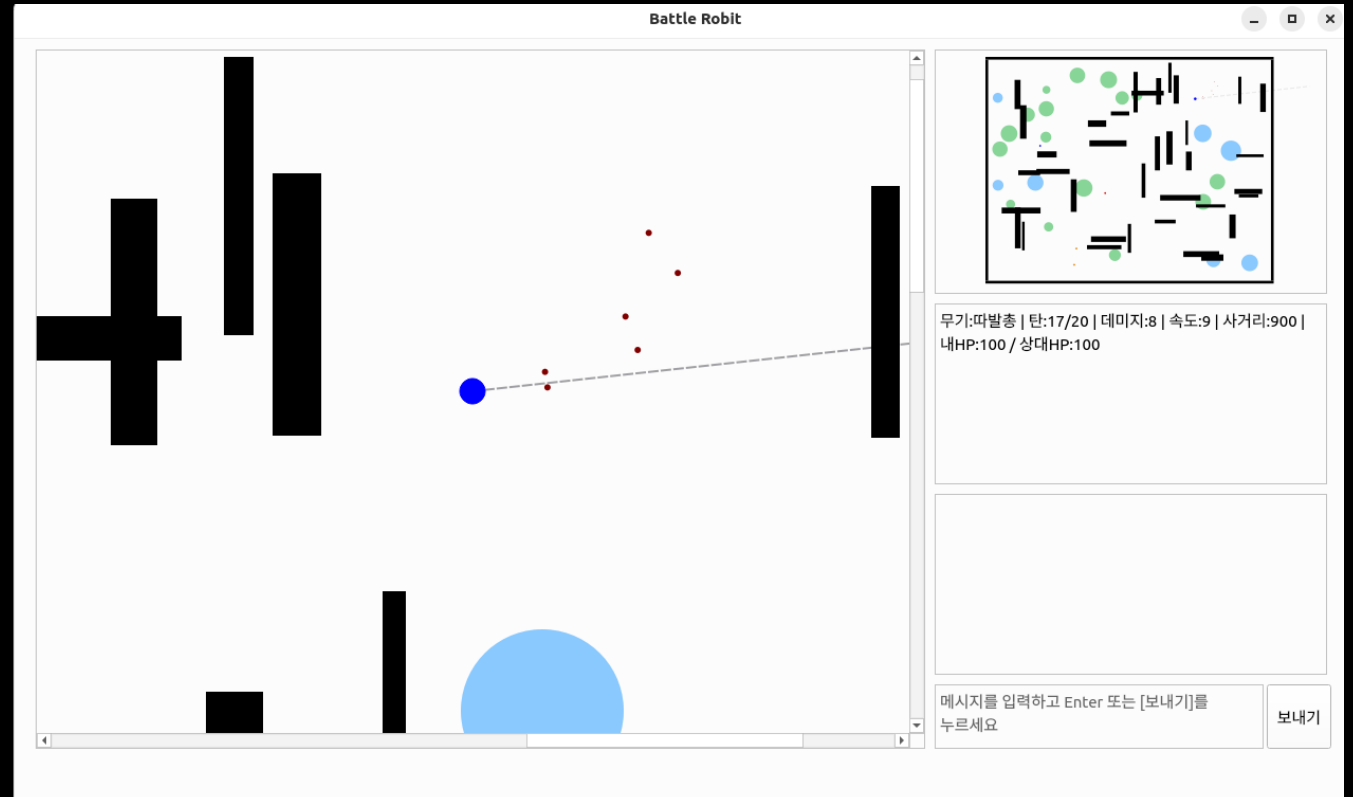 Battle Robit
무기:따발총 | 탄:17/20 | 데미지:8 | 속도:9 | 사거리:900 |
내HP:100 / 상대HP:100
메시지를 입력하고 Enter 또는 [보내기]를
누르세요
보내기